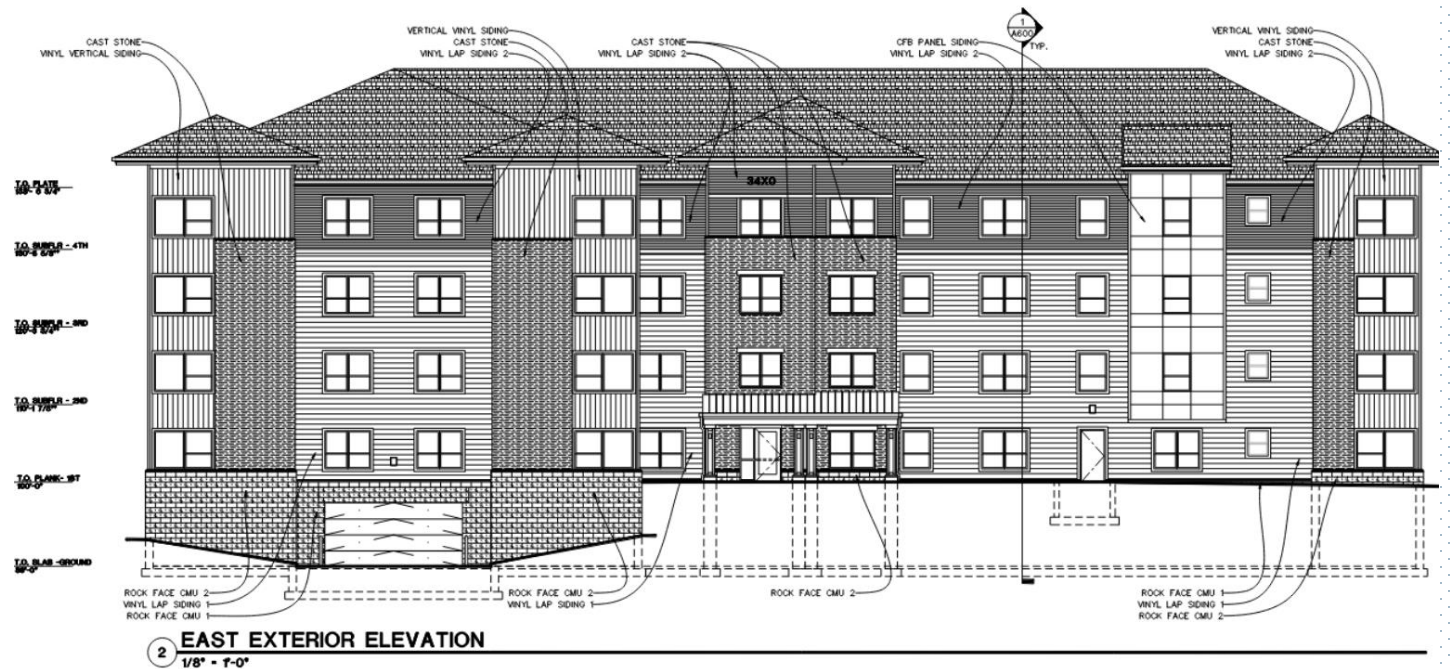 1
A600
TYP.
CAST STONE
VINYL VERTICAL SIDING
VERTICAL VINYL SIDING
CAST STONE
VINYL LAP SIDING 2
CAST STONE
VINYL LAP SIDING 2
CFB PANEL SIDING
VINYL LAP SIDING 2
VERTICAL VINYL SIDING
CAST STONE
VINYL LAP SIDING 2
34X0
T.O. PLATE
T.O. SUBFLR - 4TH
T.O. SUBFLR - 3RD
T.O. SUBFLR - 2ND
110'-1 7/8"
T.O. PLANK- 1ST
100'-0"
T.O. SLAB -GROUND
ROCK FACE CMU 2
VINYL LAP SIDING 1
ROCK FACE CMU 1
ROCK FACE CMU 2
VINYL LAP SIDING 1
ROCK FACE CMU 2
ROCK FACE CMU 1
VINYL LAP SIDING 1
ROCK FACE CMU 2
2
EAST EXTERIOR ELEVATION
1/8" = 1'-0"